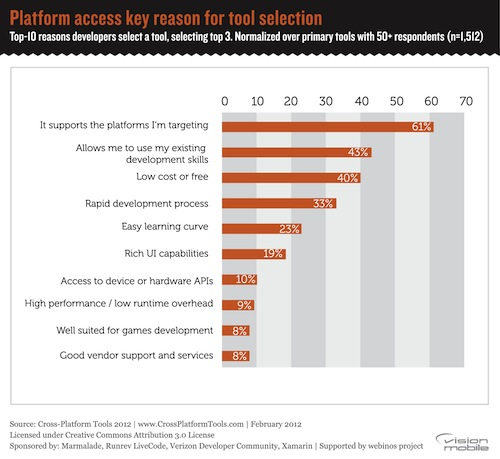 Platform access key reason for tool selection
Top-10 reasons developers select a tool, selecting top 3. Normalized over primary tools with 50+ respondents (n=1,512)
0 10 20 30 40 50 60 70
It supports the platforms I'm targeting 61%
Allows me to use my existing
development skills 43%
Low cost or free 40%
Rapid development process 33%
Easy learning curve 23%
Rich UI capabilities 19%
Access to device or hardware APIs 10%
High performance / low runtime overhead 9%
Well suited for games development 8%
Good vendor support and services 8%
Source: Cross-Platform Tools 2012 | www.CrossPlatformTools.com | February 2012
Licensed under Creative Commons Attribution 3.0 License
Sponsored by: Marmalade, Runrev LiveCode, Verizon Developer Community, Xamarin | Supported by webinos project
vision
mobile